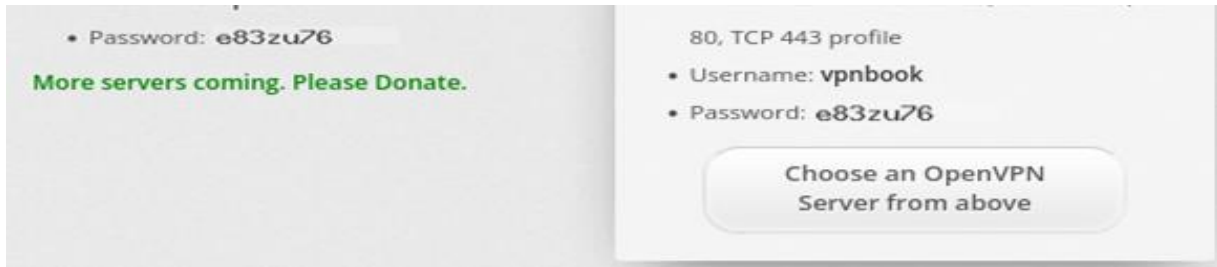 • Password: e83zu76
More servers coming. Please Donate.
80, TCP 443 profile
• Username: vpnbook
• Password: e83zu76
Choose an OpenVPN
Server from above